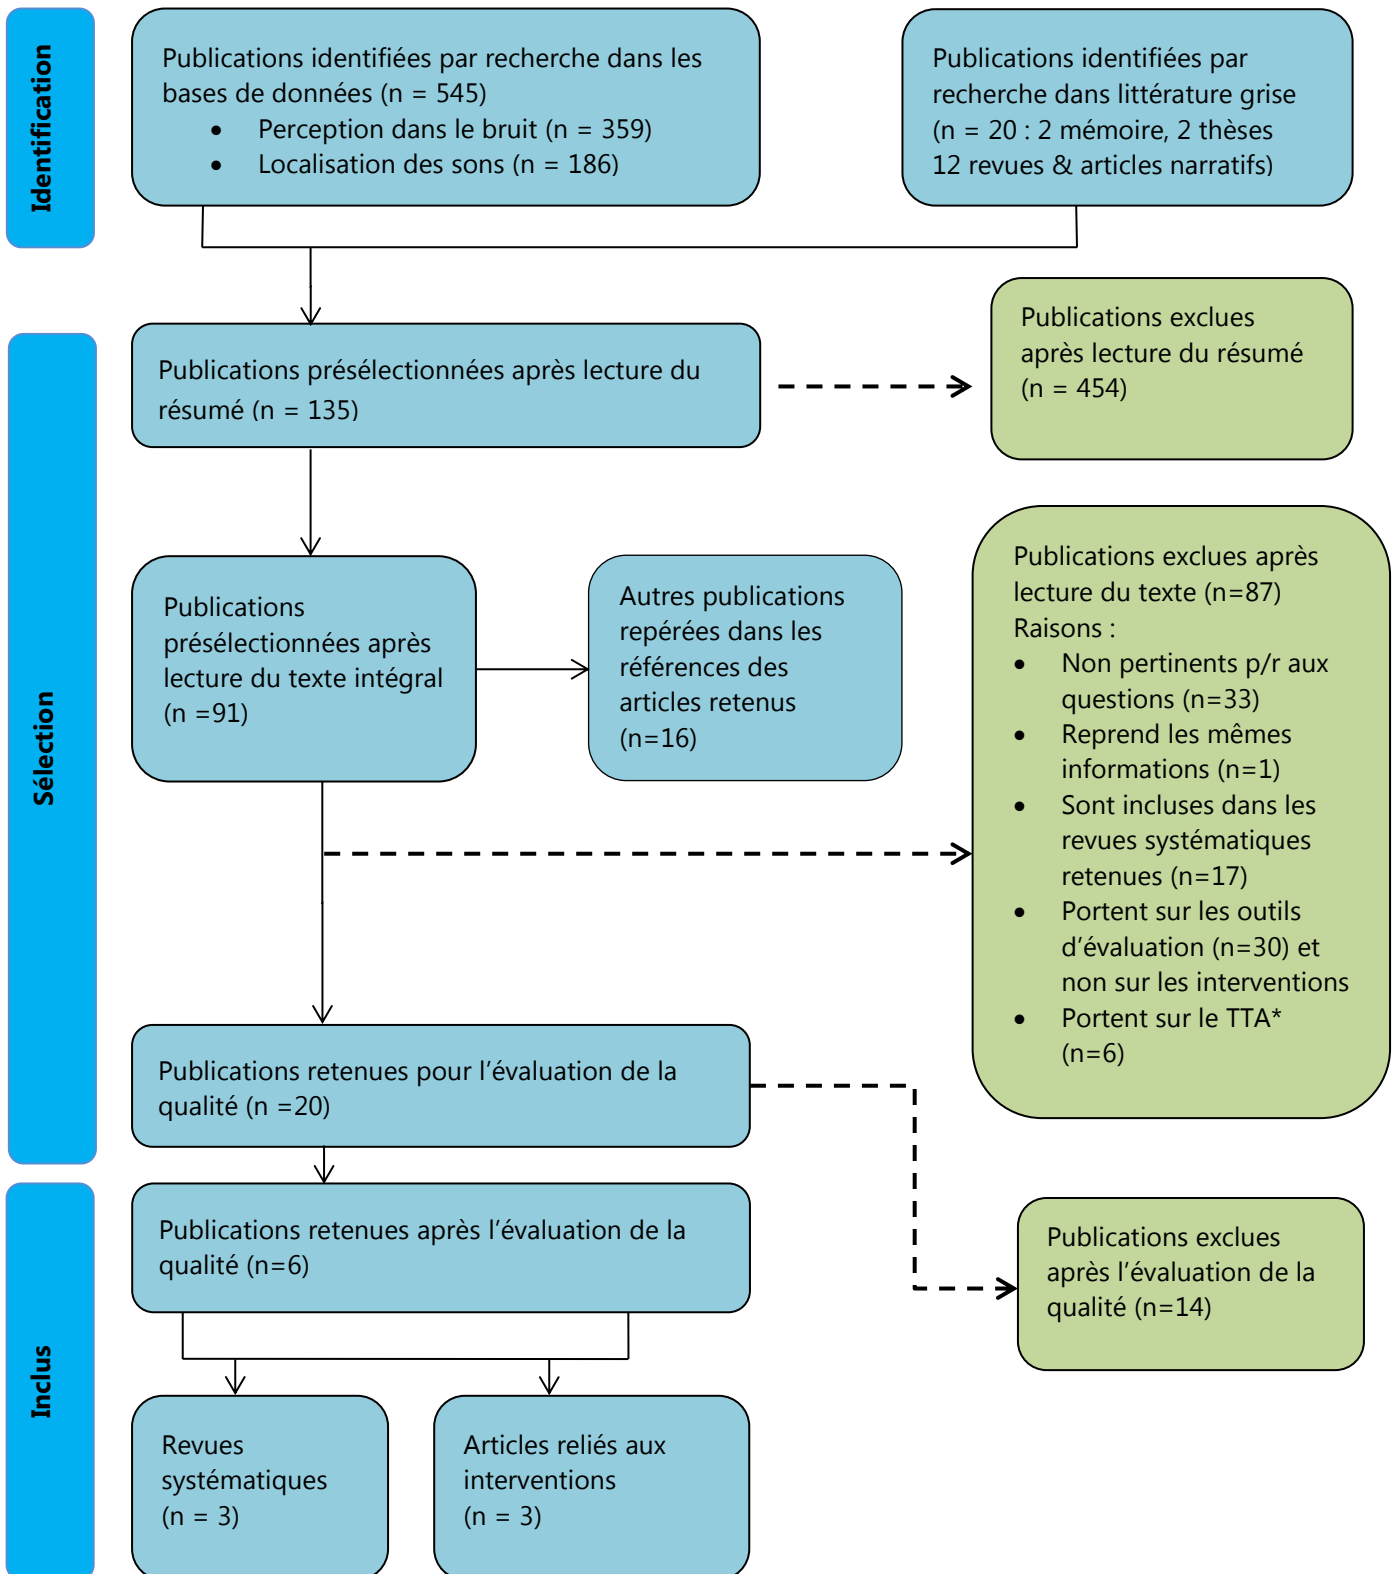 Identification
Publications identifiées par recherche dans les
bases de données (n = 545)
• Perception dans le bruit (n = 359)
• Localisation des sons (n = 186)
Publications identifiées par
recherche dans littérature grise
(n = 20 : 2 mémoire, 2 thèses
12 revues & articles narratifs)
Sélection
Publications présélectionnées après lecture du
résumé (n = 135)
Publications exclues
après lecture du résumé
(n = 454)
Publications
présélectionnées après
lecture du texte intégral
(n =91)
Autres publications
repérées dans les
références des
articles retenus
(n=16)
Publications exclues après
lecture du texte (n=87)
Raisons :
• Non pertinents p/r aux
questions (n=33)
• Reprend les mêmes
informations (n=1)
• Sont incluses dans les
revues systématiques
retenues (n=17)
• Portent sur les outils
d’évaluation (n=30) et
non sur les interventions
• Portent sur le TTA*
(n=6)
Publications retenues pour l’évaluation de la
qualité (n =20)
Inclus
Publications retenues après l’évaluation de la
qualité (n=6)
Publications exclues
après l’évaluation de la
qualité (n=14)
Revues
systématiques
(n = 3)
Articles reliés aux
interventions
(n = 3)